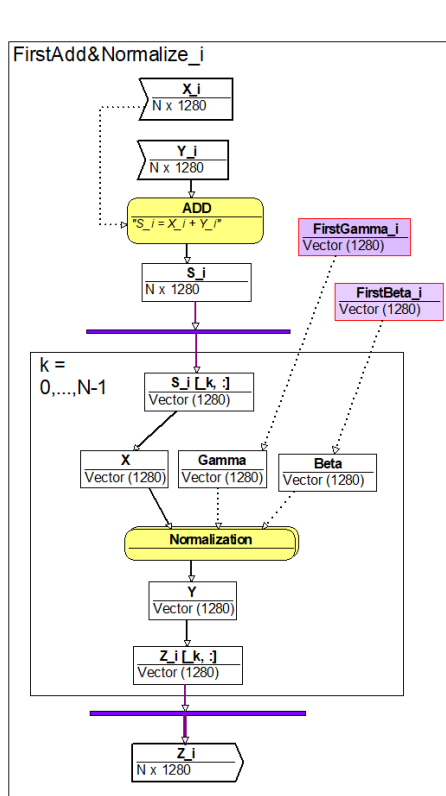 FirstAdd&Normalize_i
X_i
N x 1280
Y_i
N x 1280
ADD
"S_i = X_i + Y_i"
FirstGamma_i
Vector (1280)
S_i
N x 1280
FirstBeta_i
Vector (1280)
k =
0,...,N-1
S_i [_k, :]
Vector (1280)
X
Vector (1280)
Gamma
Vector (1280)
Beta
Vector (1280)
Normalization
Y
Vector (1280)
Z_i [_k, :]
Vector (1280)
Z_i
N x 1280